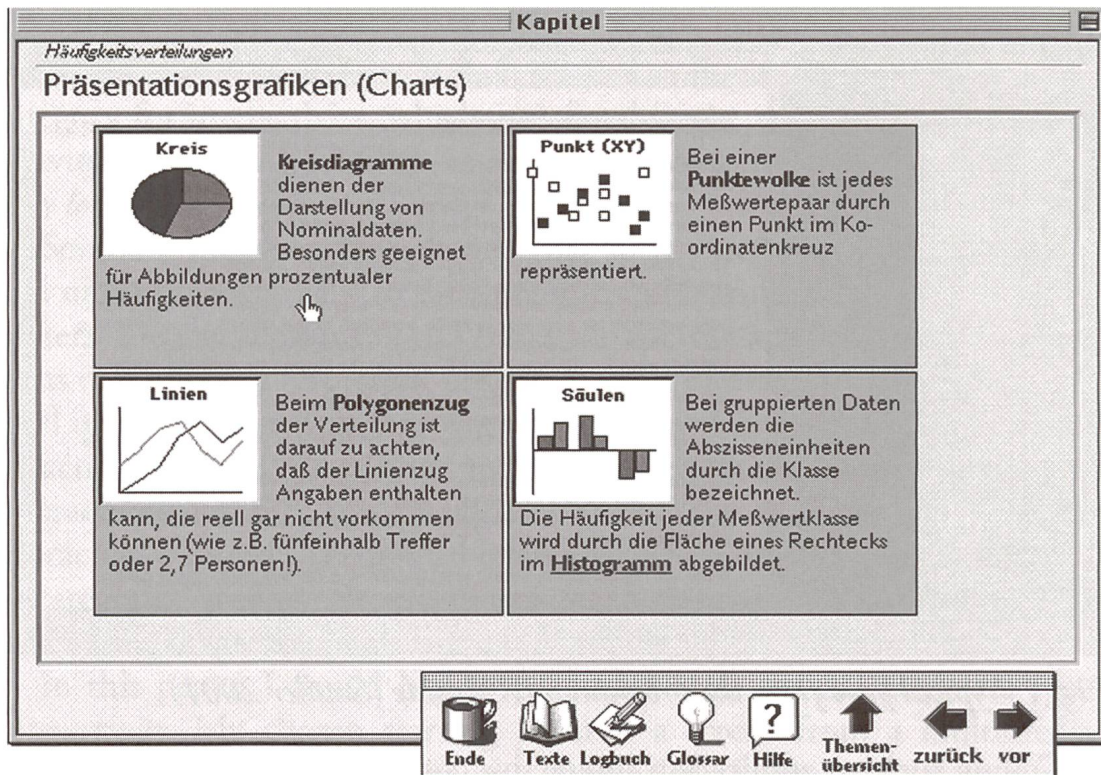 Kapitel
Häufigkeitsverteilungen
Präsentationsgrafiken (Charts)
Kreis
Kreisdiagramme
dienen der
Darstellung von
Nominaldaten.
Besonders geeignet
für Abbildungen prozentualer
Häufigkeiten.
Punkt (XY)
Bei einer
Punktewolke ist jedes
Meßwertepaar durch
einen Punkt im Ko-
ordinatenkreuz
repräsentiert.
Linien
Beim Polygonenzug
der Verteilung ist
darauf zu achten,
daß der Linienzug
Angaben enthalten
kann, die reell gar nicht vorkommen
können (wie z.B. fünfeinhalb Treffer
oder 2,7 Personen!).
Säulen
Bei gruppierten Daten
werden die
Abszisseneinheiten
durch die Klasse
bezeichnet.
Die Häufigkeit jeder Meßwertklasse
wird durch die Fläche eines Rechtecks
im Histogramm abgebildet.
Ende
Texte
Logbuch
Glossar
?
Hilfe
Themen-
übersicht
zurück
vor